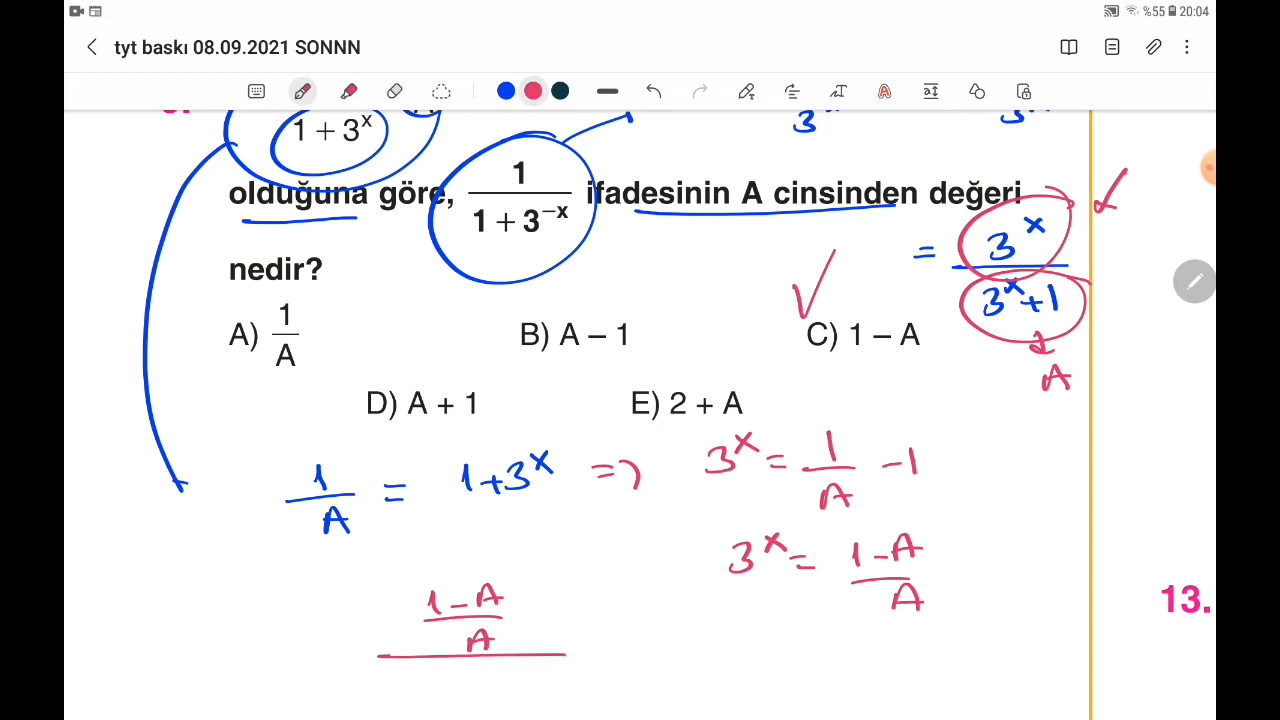 %55 20:04
tyt baskı 08.09.2021 SONNN
1 + 3^x
3
3
olduğuna göre, 1 / (1 + 3^-x) ifadesinin A cinsinden değeri
nedir?
= 3^x / (3^x+1)
A
A) 1/A B) A – 1 C) 1 – A
D) A + 1 E) 2 + A
1/A = 1+3^x => 3^x = 1/A - 1
3^x = (1-A)/A
(1-A)/A
13.